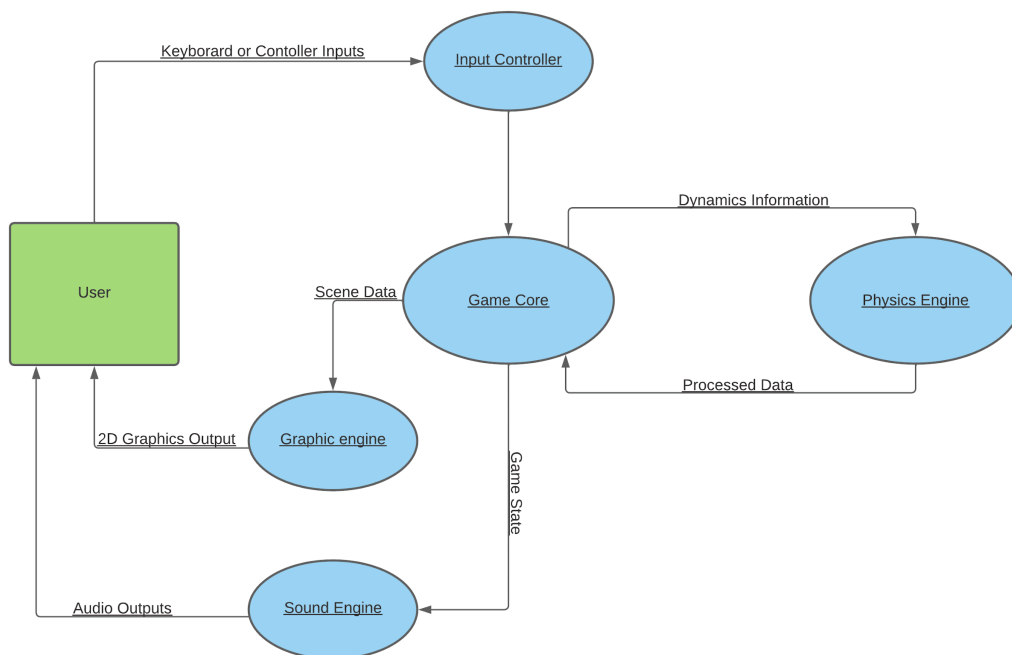 Keyborard or Contoller Inputs
Input Controller
Dynamics Information
User
Scene Data
Game Core
Physics Engine
Processed Data
2D Graphics Output
Graphic engine
Game State
Audio Outputs
Sound Engine